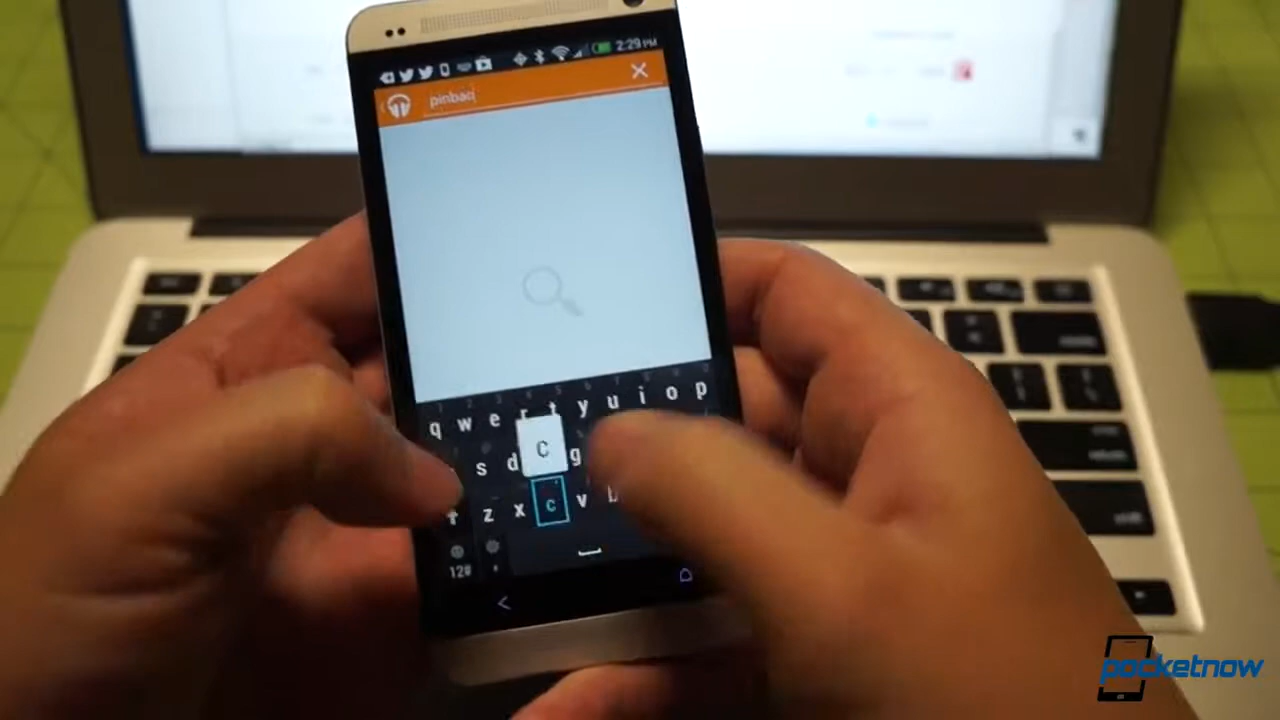 2:29 PM
pinbac
q w e r t y u i o p
C
s d g
z x c v
12#
pocketnow